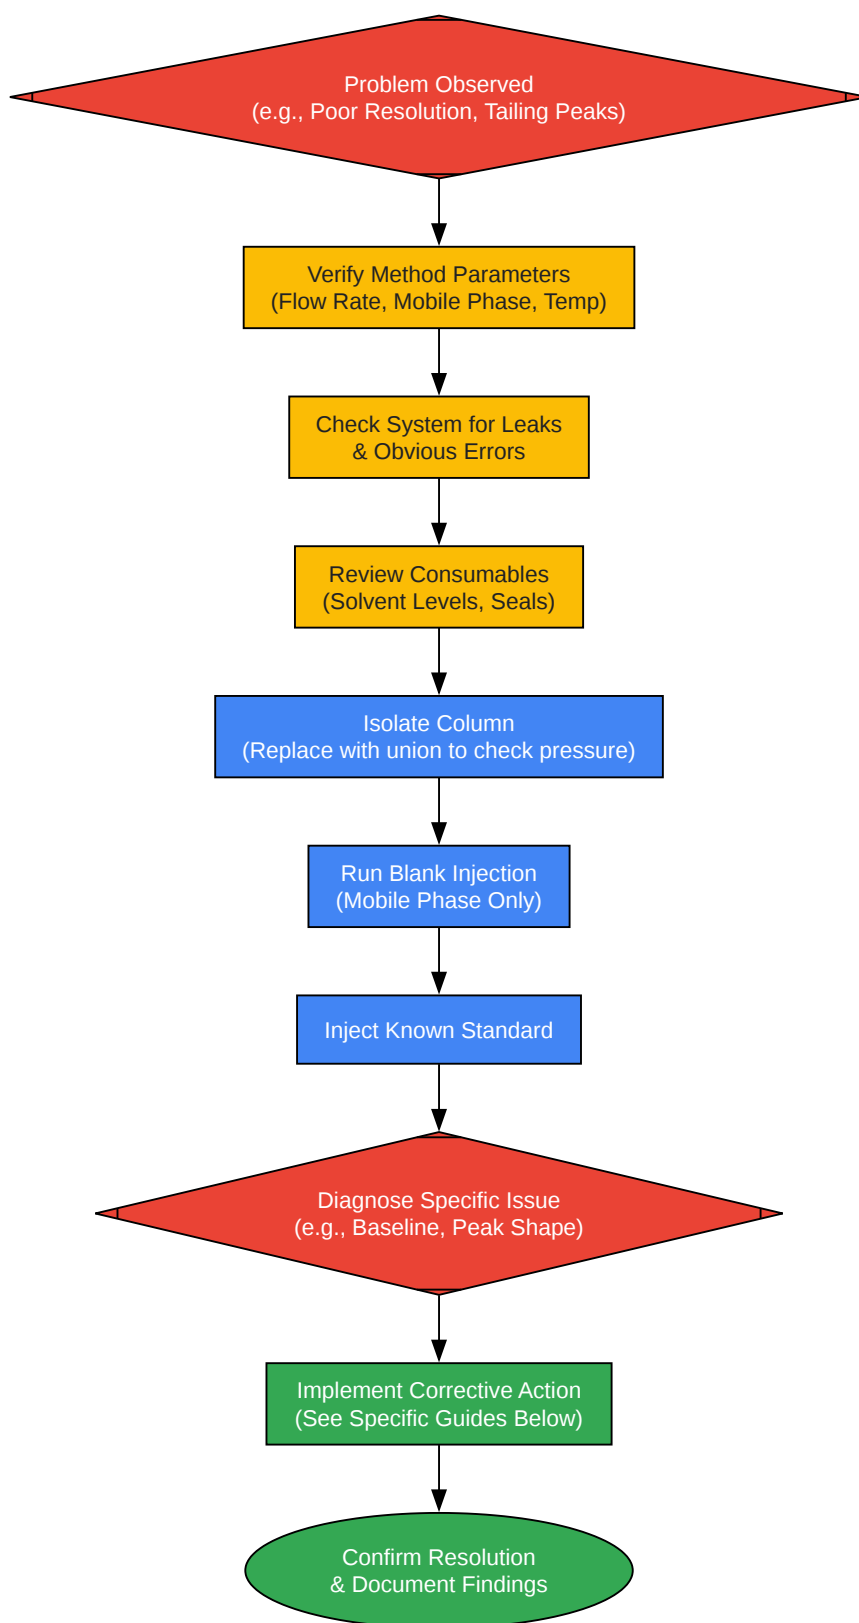 Problem Observed
(e.g., Poor Resolution, Tailing Peaks)
Verify Method Parameters
(Flow Rate, Mobile Phase, Temp)
Check System for Leaks
& Obvious Errors
Review Consumables
(Solvent Levels, Seals)
Isolate Column
(Replace with union to check pressure)
Run Blank Injection
(Mobile Phase Only)
Inject Known Standard
Diagnose Specific Issue
(e.g., Baseline, Peak Shape)
Implement Corrective Action
(See Specific Guides Below)
Confirm Resolution
& Document Findings